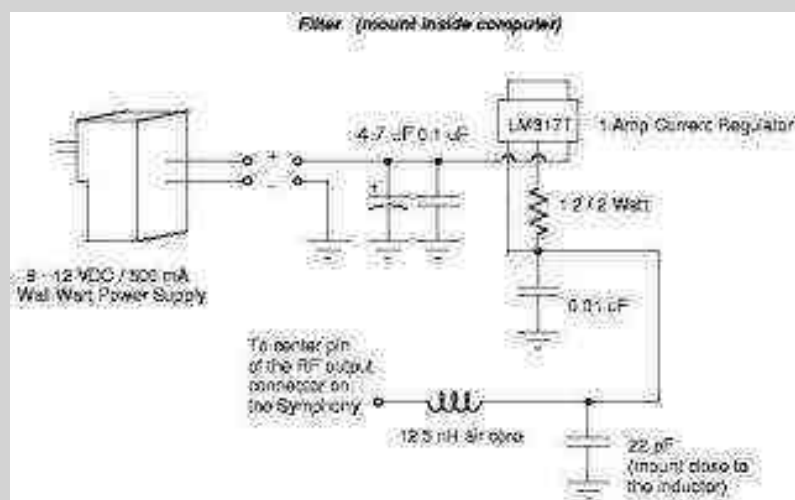 Filter (mount inside computer)
4.7 uF 0.1 uF
LM317T
1 Amp Current Regulator
+
-
+
1.2 / 2 Watt
9 - 12 VDC / 500 mA
Wall Wart Power Supply
0.01 uF
To center pin
of the RF output
connector on
the Symphony
12.5 nH air core
22 pF
(mount close to
the inductor)